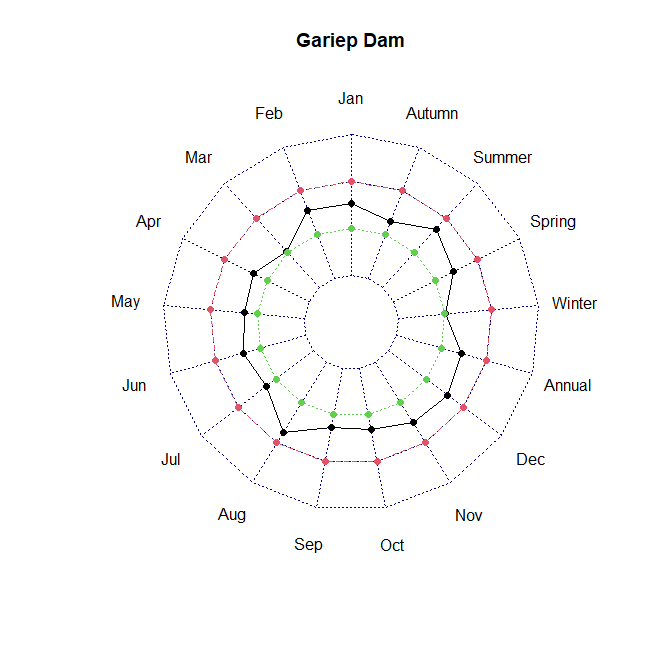 Gariep Dam
Jan
Feb
Mar
Apr
May
Jun
Jul
Aug
Sep
Oct
Nov
Dec
Annual
Winter
Spring
Summer
Autumn